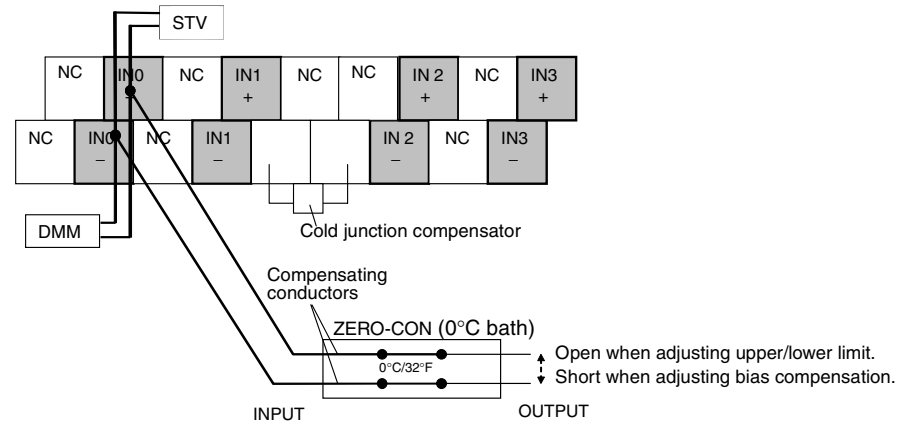 STV
NC IN0 NC IN1 NC NC IN 2 NC IN3
+ + + +
NC IN0 NC IN1 IN 2 NC IN3
– – – –
DMM
Cold junction compensator
Compensating
conductors
ZERO-CON (0°C bath)
0°C/32°F
Open when adjusting upper/lower limit.
Short when adjusting bias compensation.
INPUT OUTPUT